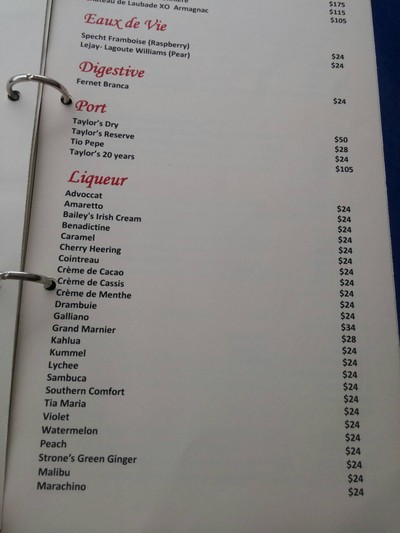 $175
$115
Château de Laubade XO Armagnac $105
Eaux de Vie
Specht Framboise (Raspberry) $24
Lejay- Lagoute Williams (Pear) $24
Digestive
Fernet Branca $24
Port
Taylor's Dry $50
Taylor's Reserve $28
Tio Pepe $24
Taylor's 20 years $105
Liqueur
Advoccat $24
Amaretto $24
Bailey's Irish Cream $24
Benadictine $24
Caramel $24
Cherry Heering $24
Cointreau $24
Crème de Cacao $24
Crème de Cassis $24
Crème de Menthe $24
Drambuie $24
Galliano $34
Grand Marnier $28
Kahlua $24
Kummel $24
Lychee $24
Sambuca $24
Southern Comfort $24
Tia Maria $24
Violet $24
Watermelon $24
Peach $24
Strone's Green Ginger $24
Malibu $24
Marachino $24